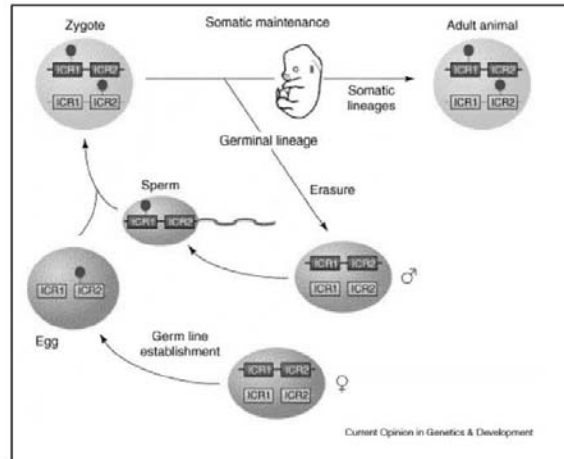 Zygote
Somatic maintenance
Adult animal
ICR1 ICR2
ICR1 ICR2
ICR1 ICR2
ICR1 ICR2
Somatic
lineages
Germinal lineage
Sperm
Erasure
ICR1 ICR2
ICR1 ICR2
ICR1 ICR2
♂
ICR1 ICR2
Egg
Germ line
establishment
ICR1 ICR2
ICR1 ICR2
♀
Current Opinion in Genetics & Development